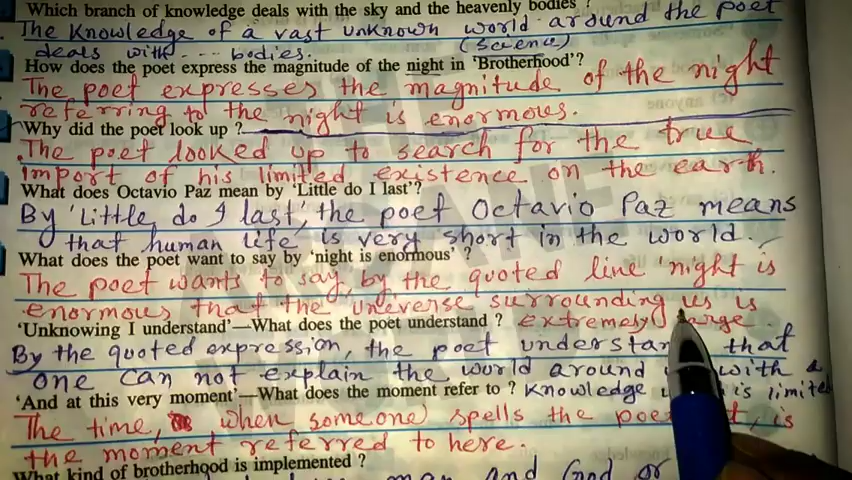 Which branch of knowledge deals with the sky and the heavenly bodies ?
The Knowledge of a vast unknown world around the poet
deals with ... bodies. (Science)
How does the poet express the magnitude of the night in 'Brotherhood'?
The poet expresses the magnitude of the night
referring to the night is enormous.
Why did the poet look up ?
The poet looked up to search for the true
import of his limited existence on the earth.
What does Octavio Paz mean by 'Little do I last'?
By 'Little do I last', the poet Octavio Paz means
that human life is very short in the world.
What does the poet want to say by 'night is enormous' ?
The poet wants to say by the quoted line 'night is
enormous that the universe surrounding us is
'Unknowing I understand'—What does the poet understand ? extremely large.
By the quoted expression, the poet understan that
one can not explain the world around with a
'And at this very moment'—What does the moment refer to ? Knowledge is limited
The time, when someone spells the is
the moment referred to here.
What kind of brotherhood is implemented ?
man and God or